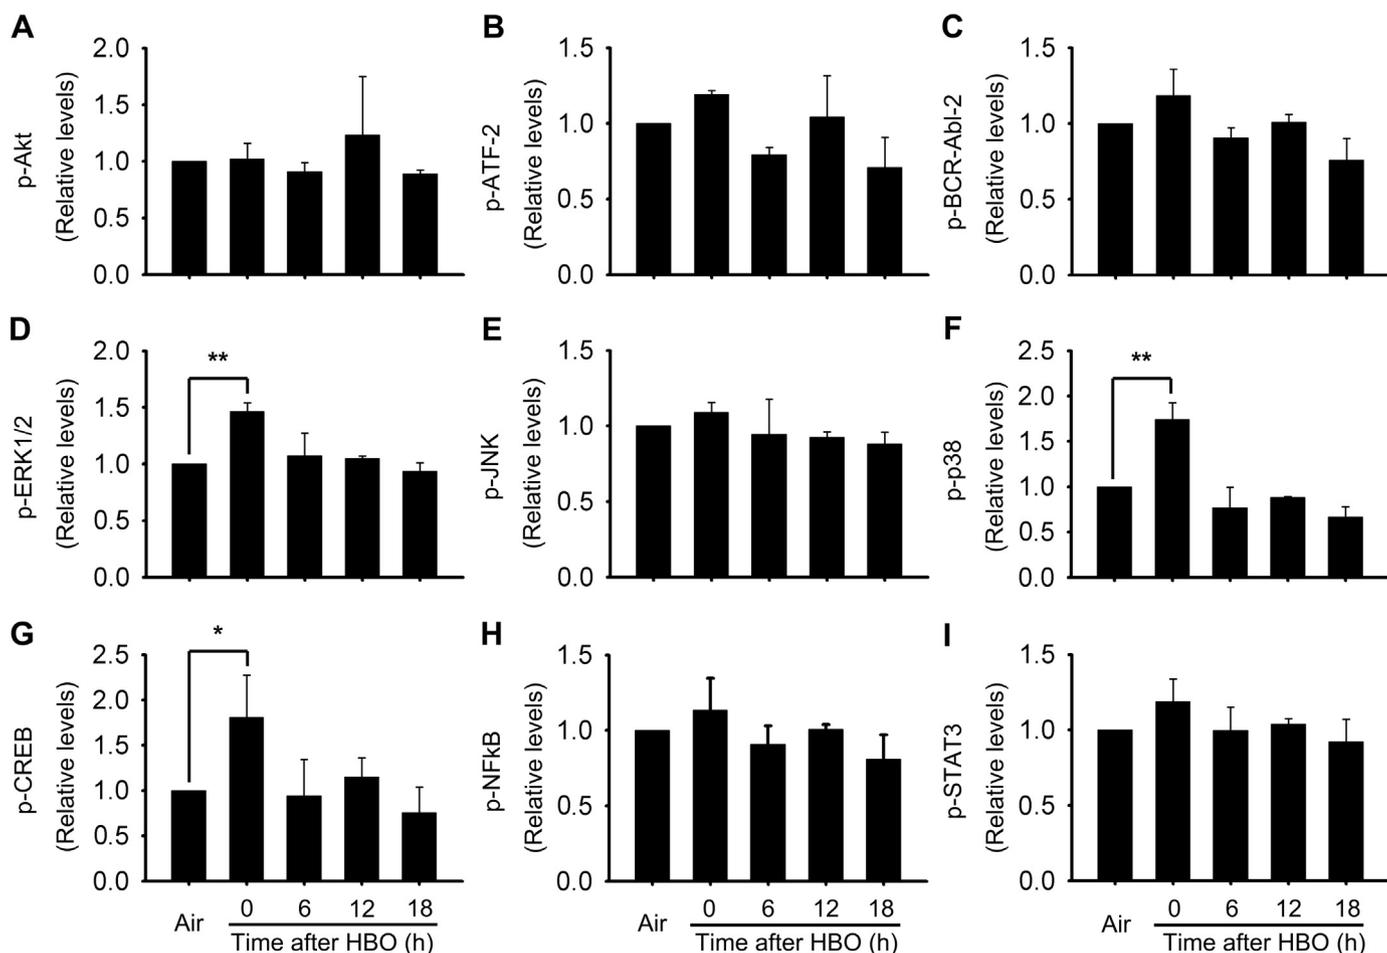 A
p-Akt
(Relative levels)
2.0
1.5
1.0
0.5
0.0
B
p-ATF-2
(Relative levels)
1.5
1.0
0.5
0.0
C
p-BCR-Abl-2
(Relative levels)
1.5
1.0
0.5
0.0
D
p-ERK1/2
(Relative levels)
2.0
1.5
1.0
0.5
0.0
**
E
p-JNK
(Relative levels)
1.5
1.0
0.5
0.0
F
p-p38
(Relative levels)
2.5
2.0
1.5
1.0
0.5
0.0
**
G
p-CREB
(Relative levels)
2.5
2.0
1.5
1.0
0.5
0.0
*
Air 0 6 12 18
Time after HBO (h)
H
p-NFkB
(Relative levels)
1.5
1.0
0.5
0.0
Air 0 6 12 18
Time after HBO (h)
I
p-STAT3
(Relative levels)
1.5
1.0
0.5
0.0
Air 0 6 12 18
Time after HBO (h)